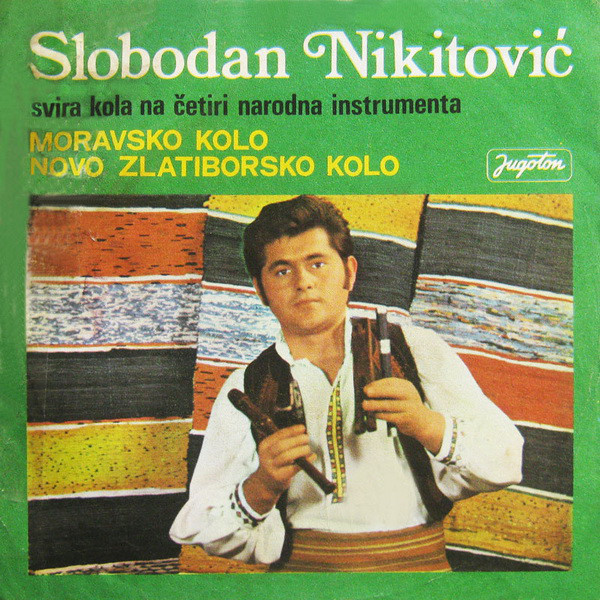 Slobodan Nikitović
svira kola na četiri narodna instrumenta
MORAVSKO KOLO
NOVO ZLATIBORSKO KOLO
Jugoton